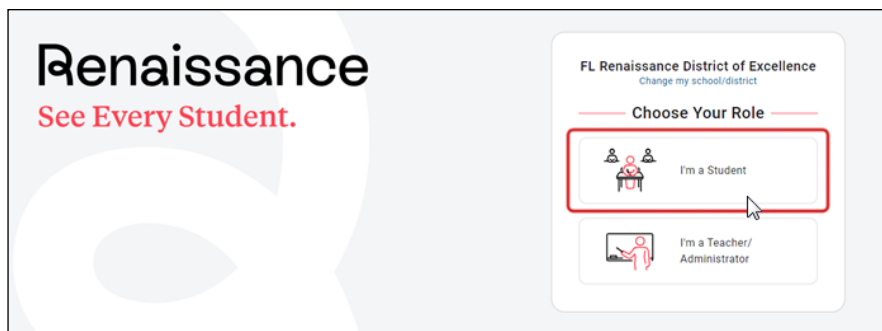 Renaissance
See Every Student.
FL Renaissance District of Excellence
Change my school/district
Choose Your Role
I'm a Student
I'm a Teacher/
Administrator